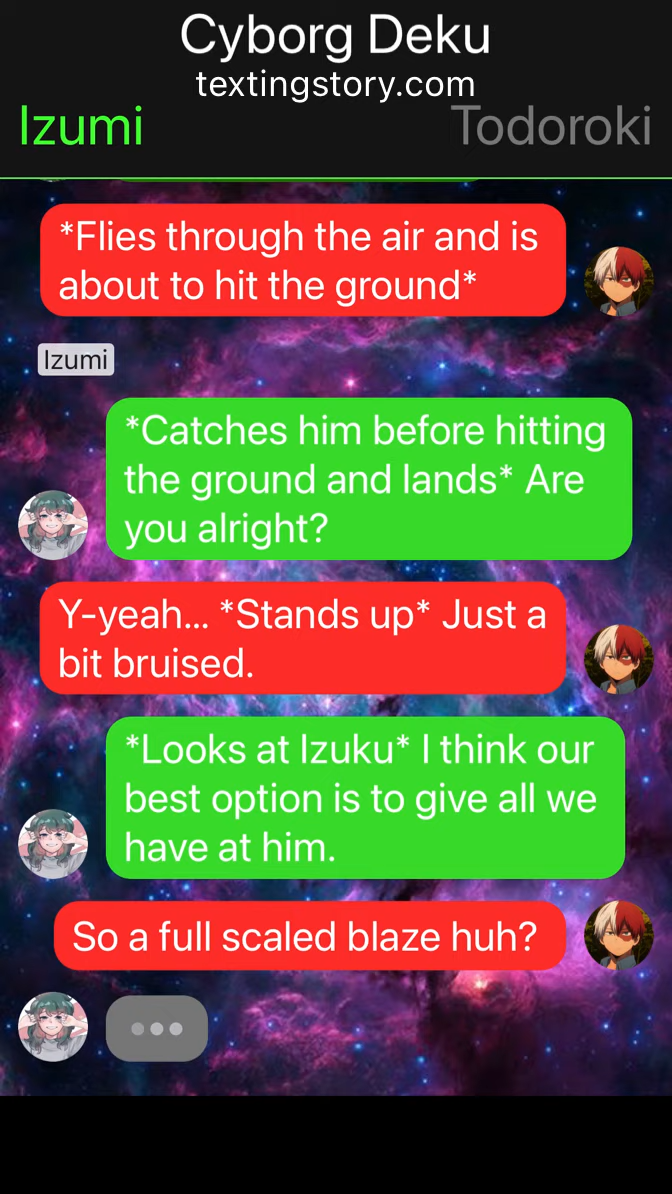 Cyborg Deku
textingstory.com
Izumi
Todoroki
*Flies through the air and is
about to hit the ground*
Izumi
*Catches him before hitting
the ground and lands* Are
you alright?
Y-yeah... *Stands up* Just a
bit bruised.
*Looks at Izuku* I think our
best option is to give all we
have at him.
So a full scaled blaze huh?